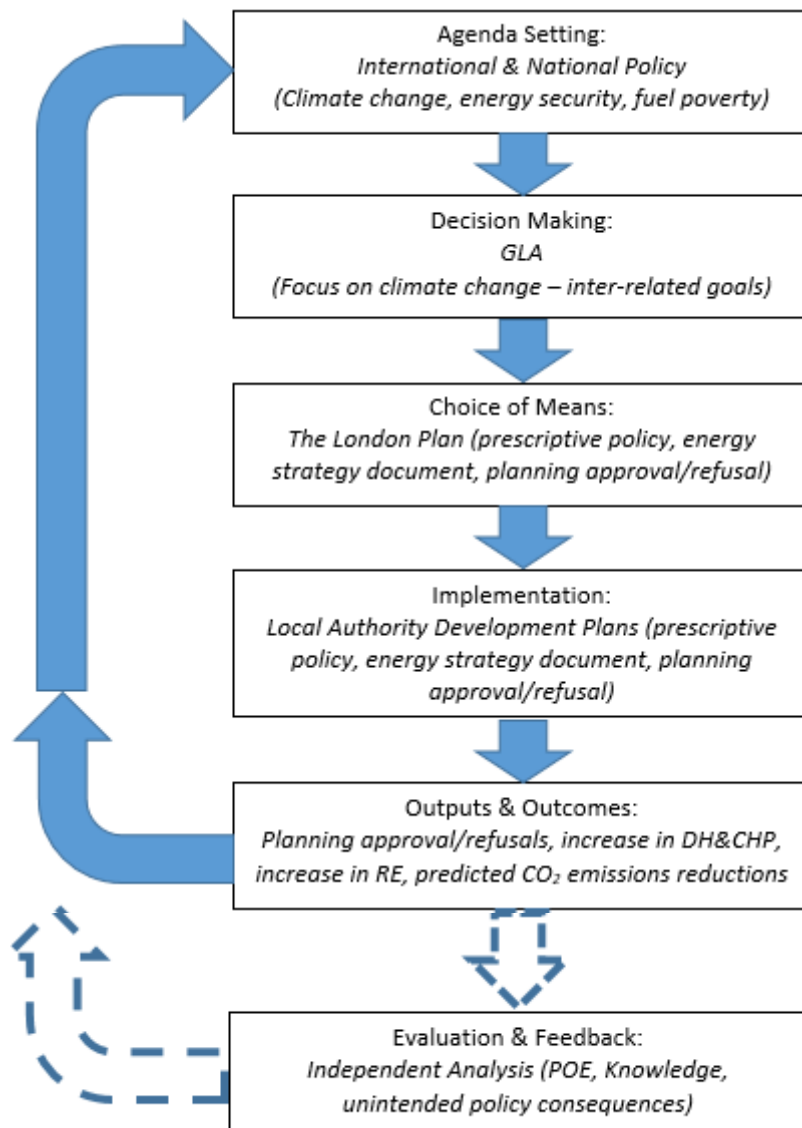 Agenda Setting:
International & National Policy
(Climate change, energy security, fuel poverty)
Decision Making:
GLA
(Focus on climate change – inter-related goals)
Choice of Means:
The London Plan (prescriptive policy, energy
strategy document, planning approval/refusal)
Implementation:
Local Authority Development Plans (prescriptive
policy, energy strategy document, planning
approval/refusal)
Outputs & Outcomes:
Planning approval/refusals, increase in DH&CHP,
increase in RE, predicted CO₂ emissions reductions
Evaluation & Feedback:
Independent Analysis (POE, Knowledge,
unintended policy consequences)